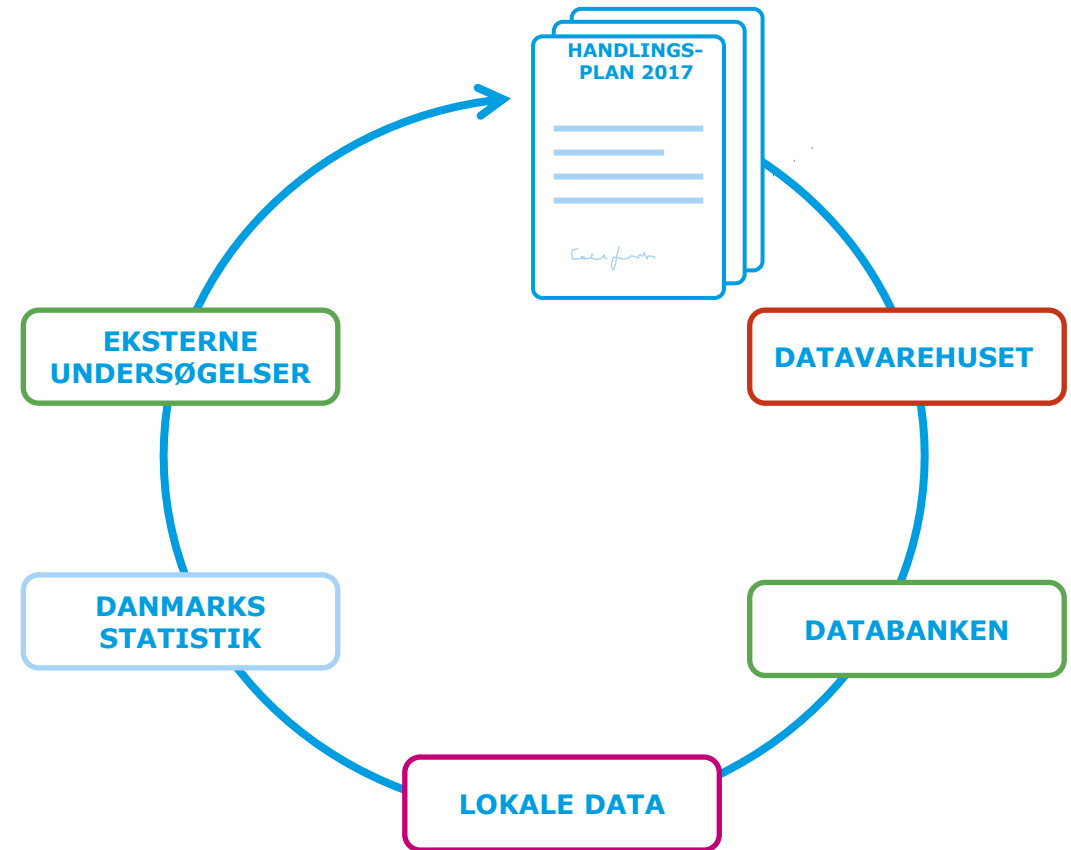 HANDLINGS-
PLAN 2017
DATAVAREHUSET
DATABANKEN
LOKALE DATA
DANMARKS
STATISTIK
EKSTERNE
UNDERSØGELSER